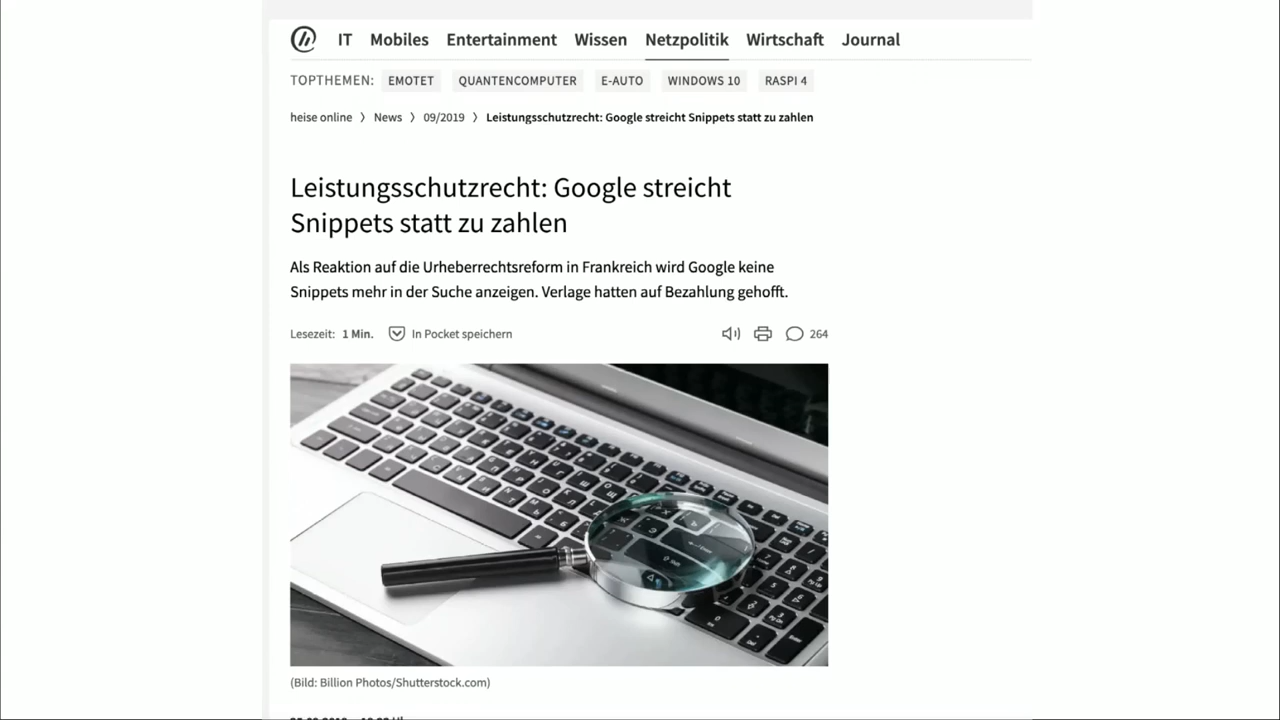 IT Mobiles Entertainment Wissen Netzpolitik Wirtschaft Journal
TOPTHEMEN: EMOTET QUANTENCOMPUTER E-AUTO WINDOWS 10 RASPI 4
heise online > News > 09/2019 > Leistungsschutzrecht: Google streicht Snippets statt zu zahlen
Leistungsschutzrecht: Google streicht
Snippets statt zu zahlen
Als Reaktion auf die Urheberrechtsreform in Frankreich wird Google keine
Snippets mehr in der Suche anzeigen. Verlage hatten auf Bezahlung gehofft.
Lesezeit: 1 Min. In Pocket speichern 264
(Bild: Billion Photos/Shutterstock.com)